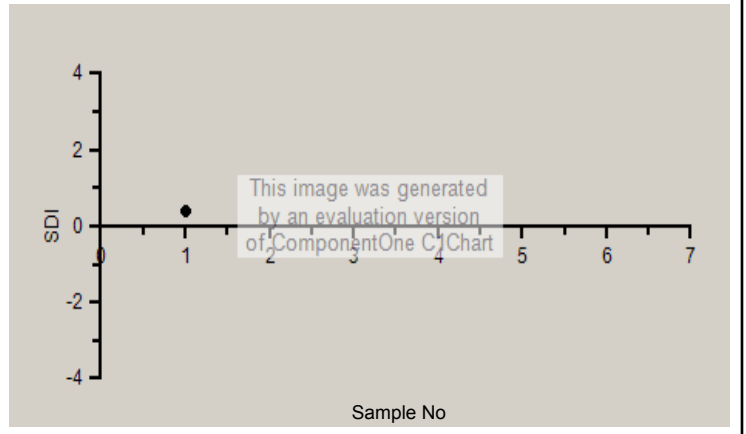 4
2
SDI
0
-2
-4
This image was generated
by an evaluation version
of ComponentOne C1Chart
0 1 2 3 4 5 6 7
Sample No